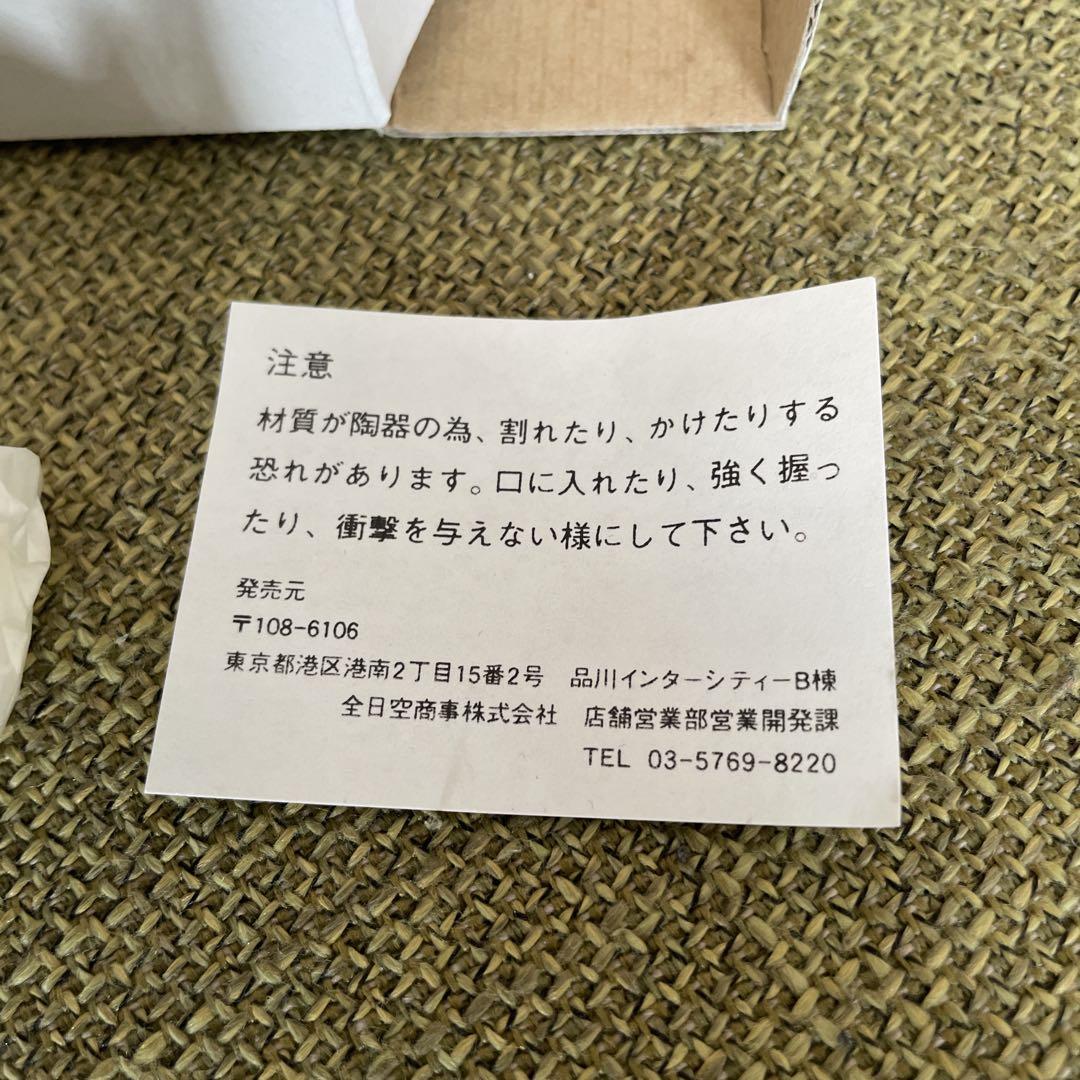 注意
材質が陶器の為、割れたり、かけたりする
恐れがあります。口に入れたり、強く握っ
たり、衝撃を与えない様にして下さい。
発売元
〒108-6106
東京都港区港南2丁目15番2号　品川インターシティーB棟
全日空商事株式会社　店舗営業部営業開発課
TEL 03-5769-8220